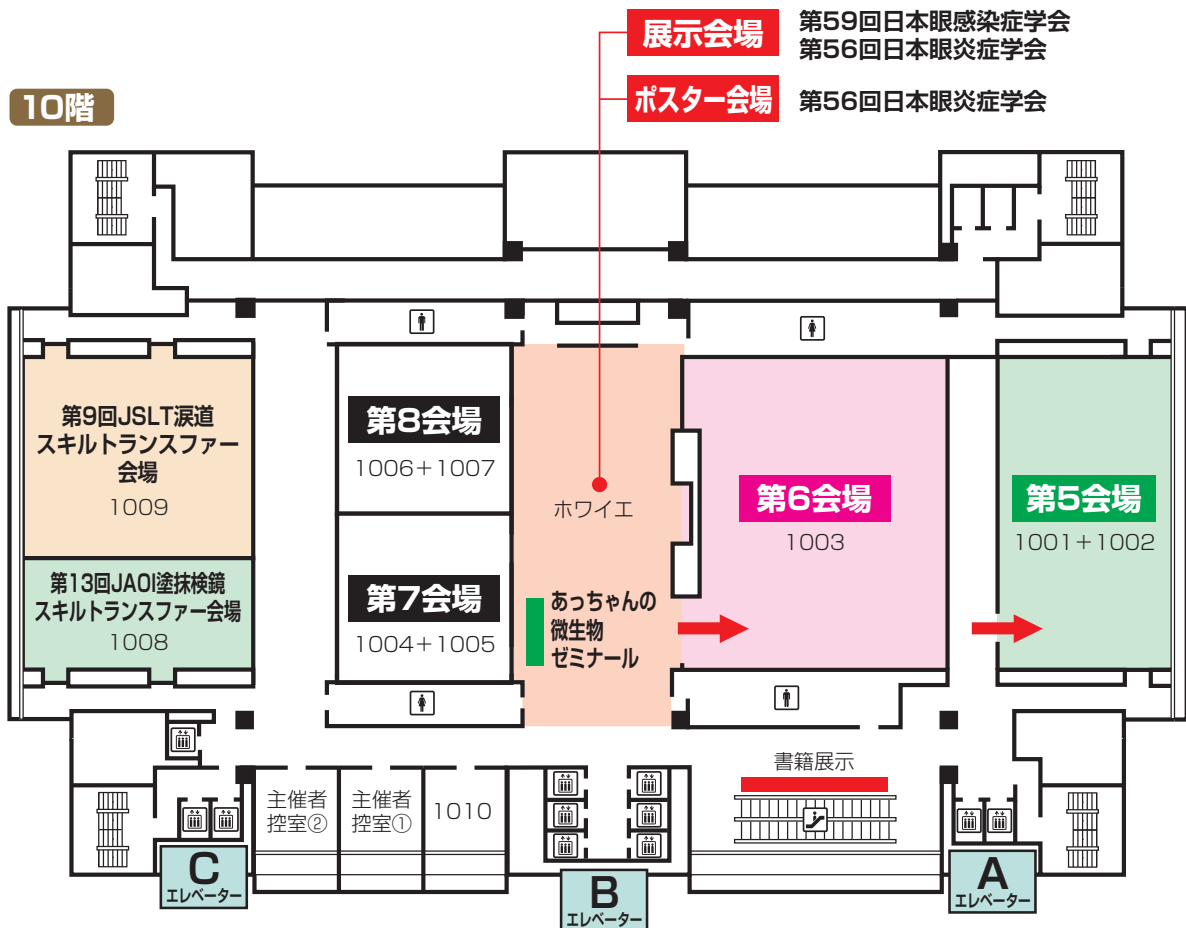 展示会場
第59回日本眼感染症学会
第56回日本眼炎症学会
ポスター会場
第56回日本眼炎症学会
10階
第9回JSLT涙道
スキルトランスファー
会場
1009
第13回JAOI塗抹検鏡
スキルトランスファー会場
1008
第8会場
1006+1007
第7会場
1004+1005
ホワイエ
あっちゃんの
微生物
ゼミナール
第6会場
1003
第5会場
1001+1002
主催者
控室②
主催者
控室①
1010
書籍展示
C
エレベーター
B
エレベーター
A
エレベーター